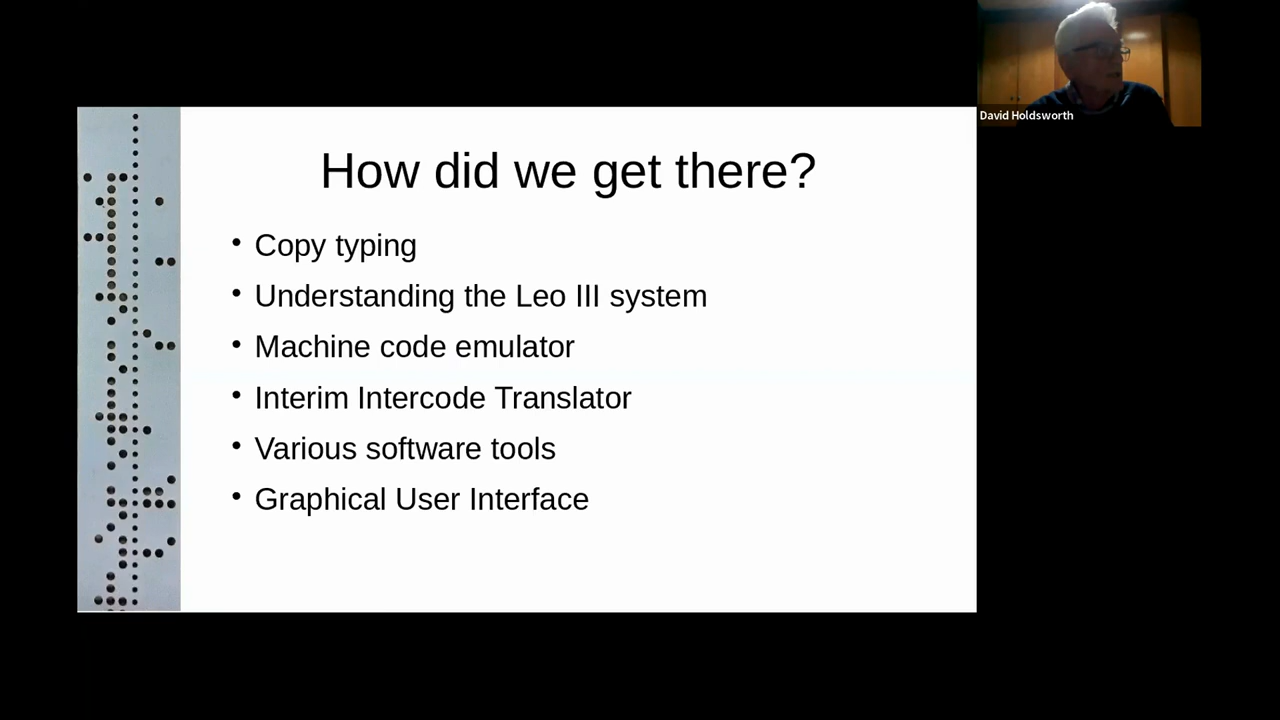 David Holdsworth
How did we get there?
• Copy typing
• Understanding the Leo III system
• Machine code emulator
• Interim Intercode Translator
• Various software tools
• Graphical User Interface